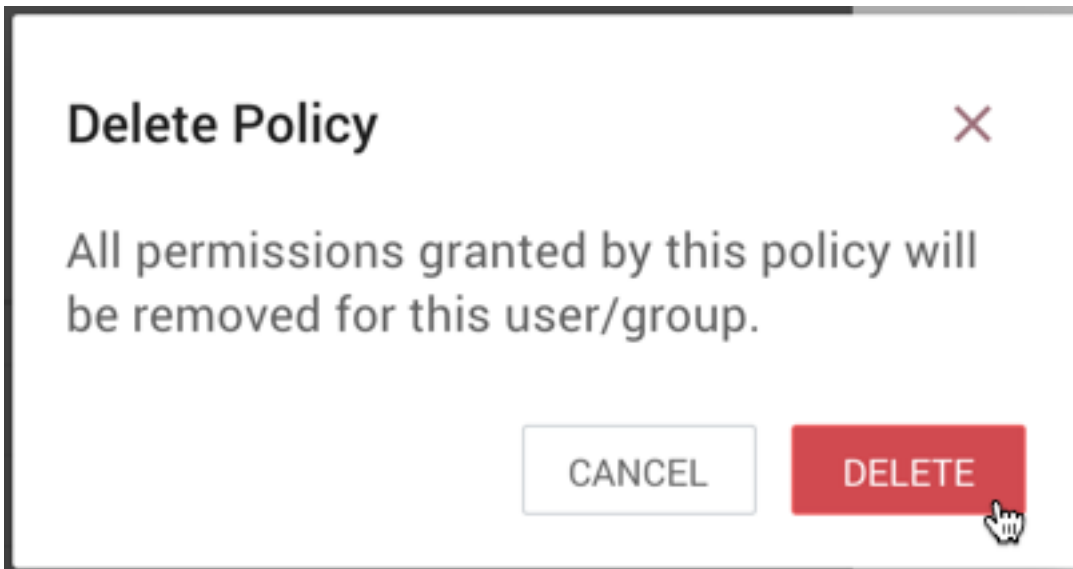 Delete Policy
All permissions granted by this policy will
be removed for this user/group.
CANCEL DELETE